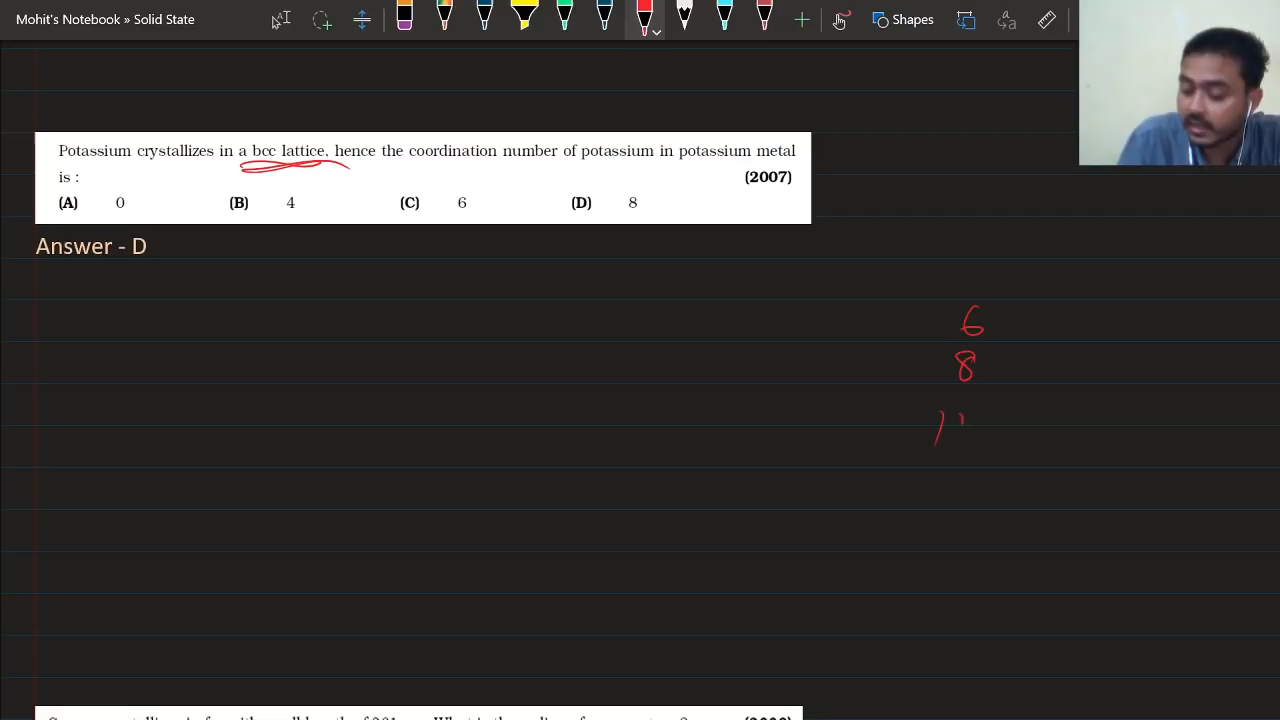 Mohit's Notebook » Solid State
Shapes
Potassium crystallizes in a bcc lattice, hence the coordination number of potassium in potassium metal
is : (2007)
(A) 0 (B) 4 (C) 6 (D) 8
Answer - D
6
8